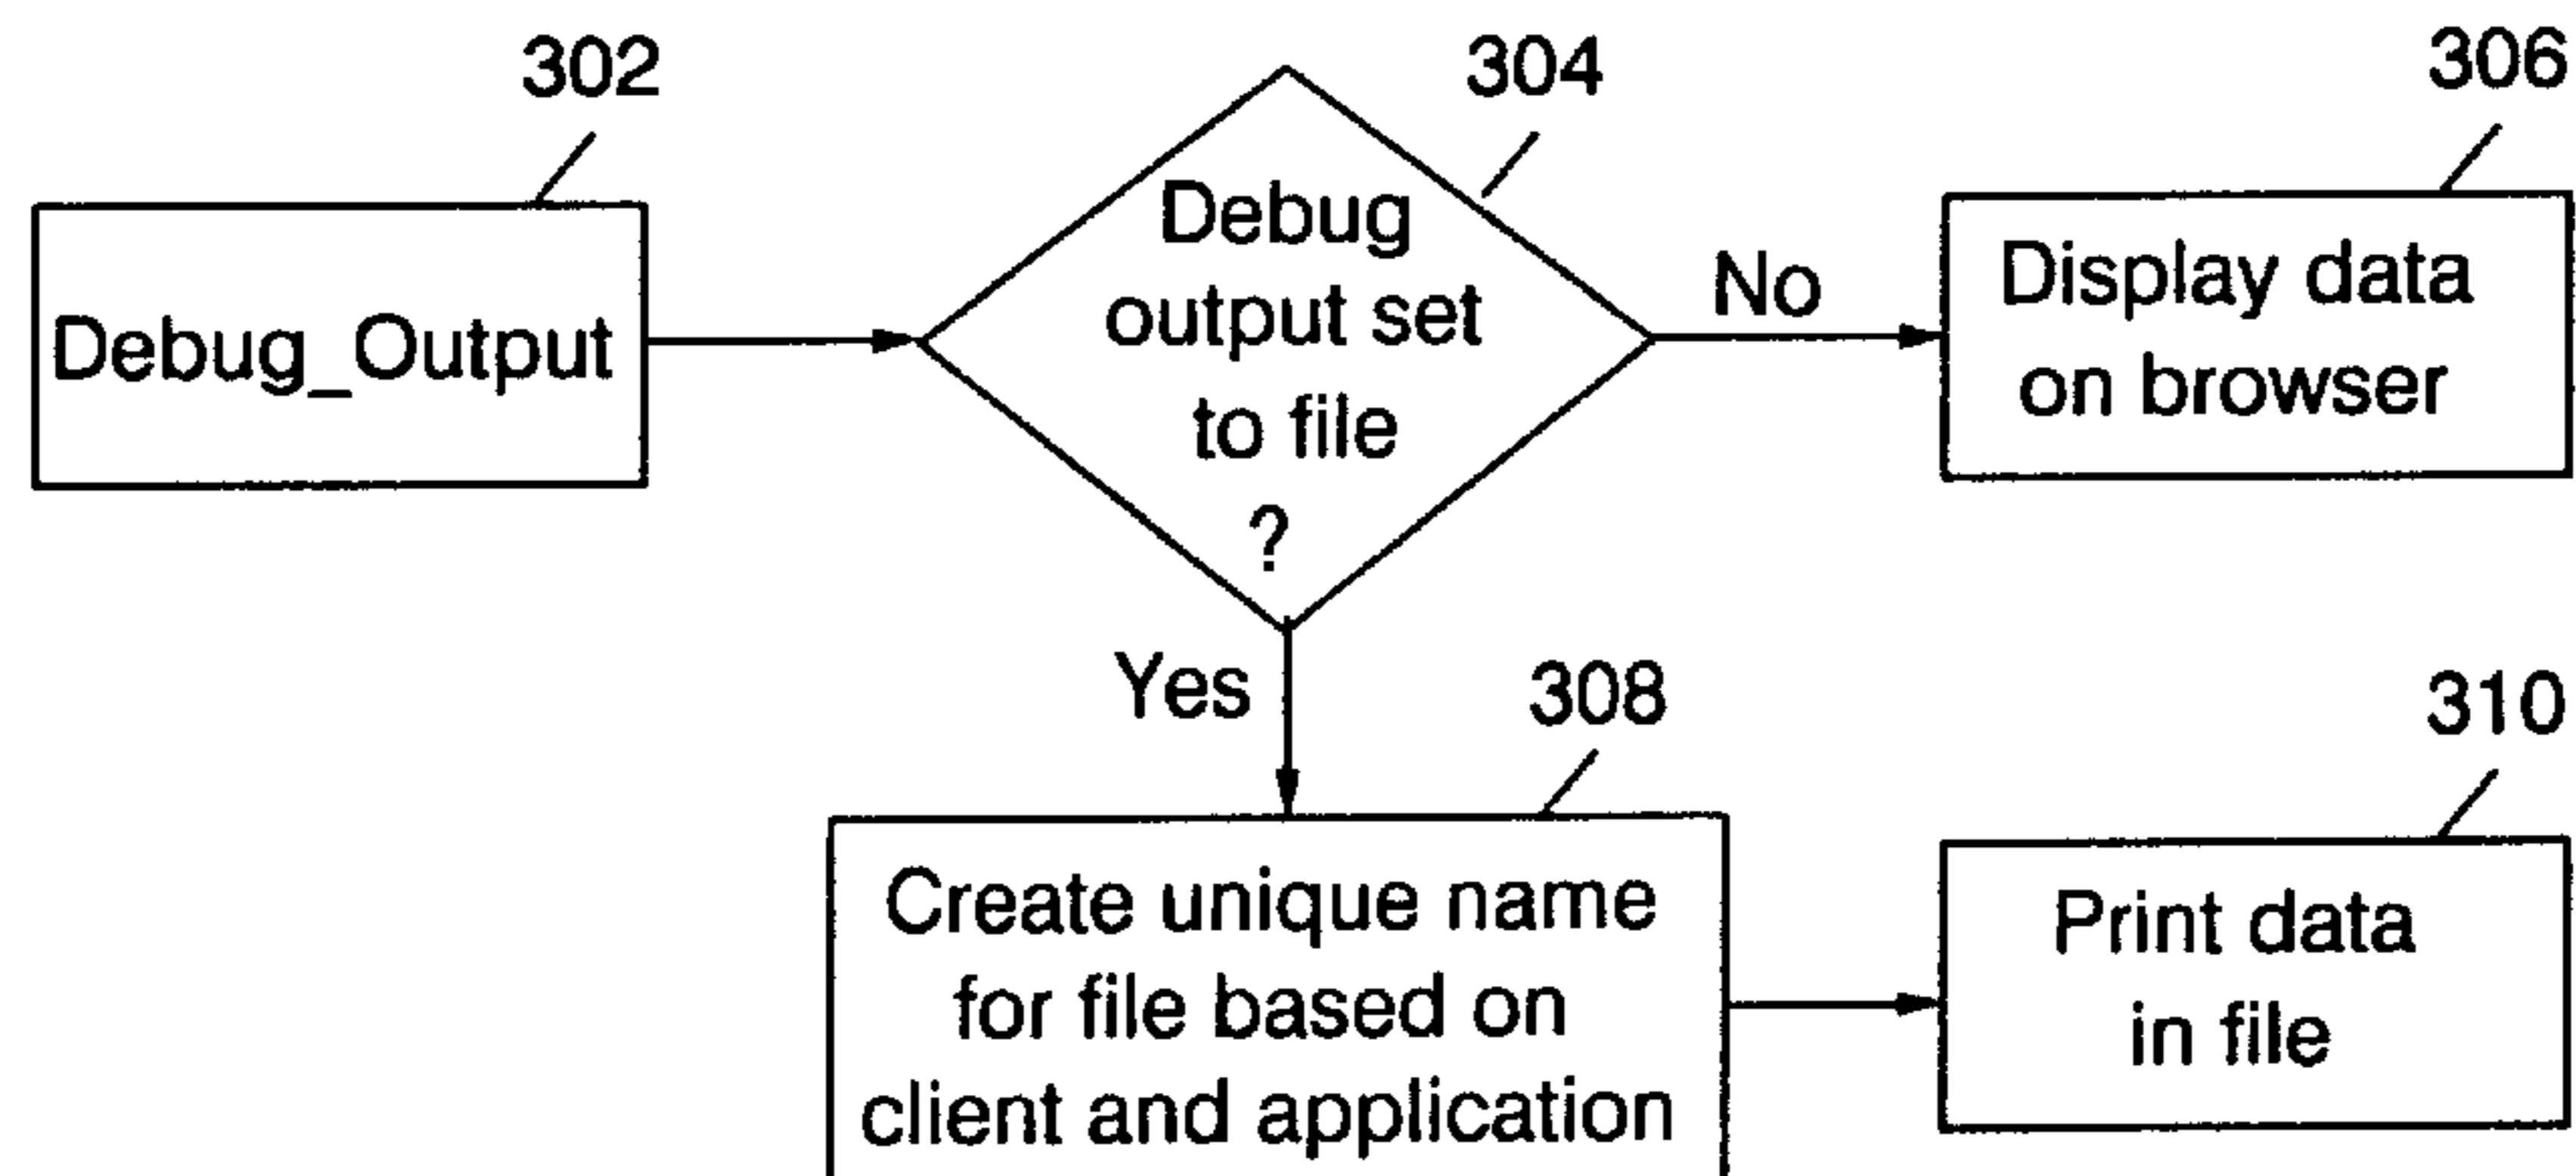 302
Debug_Output
304
Debug
output set
to file
?
No
306
Display data
on browser
Yes
308
Create unique name
for file based on
client and application
310
Print data
in file